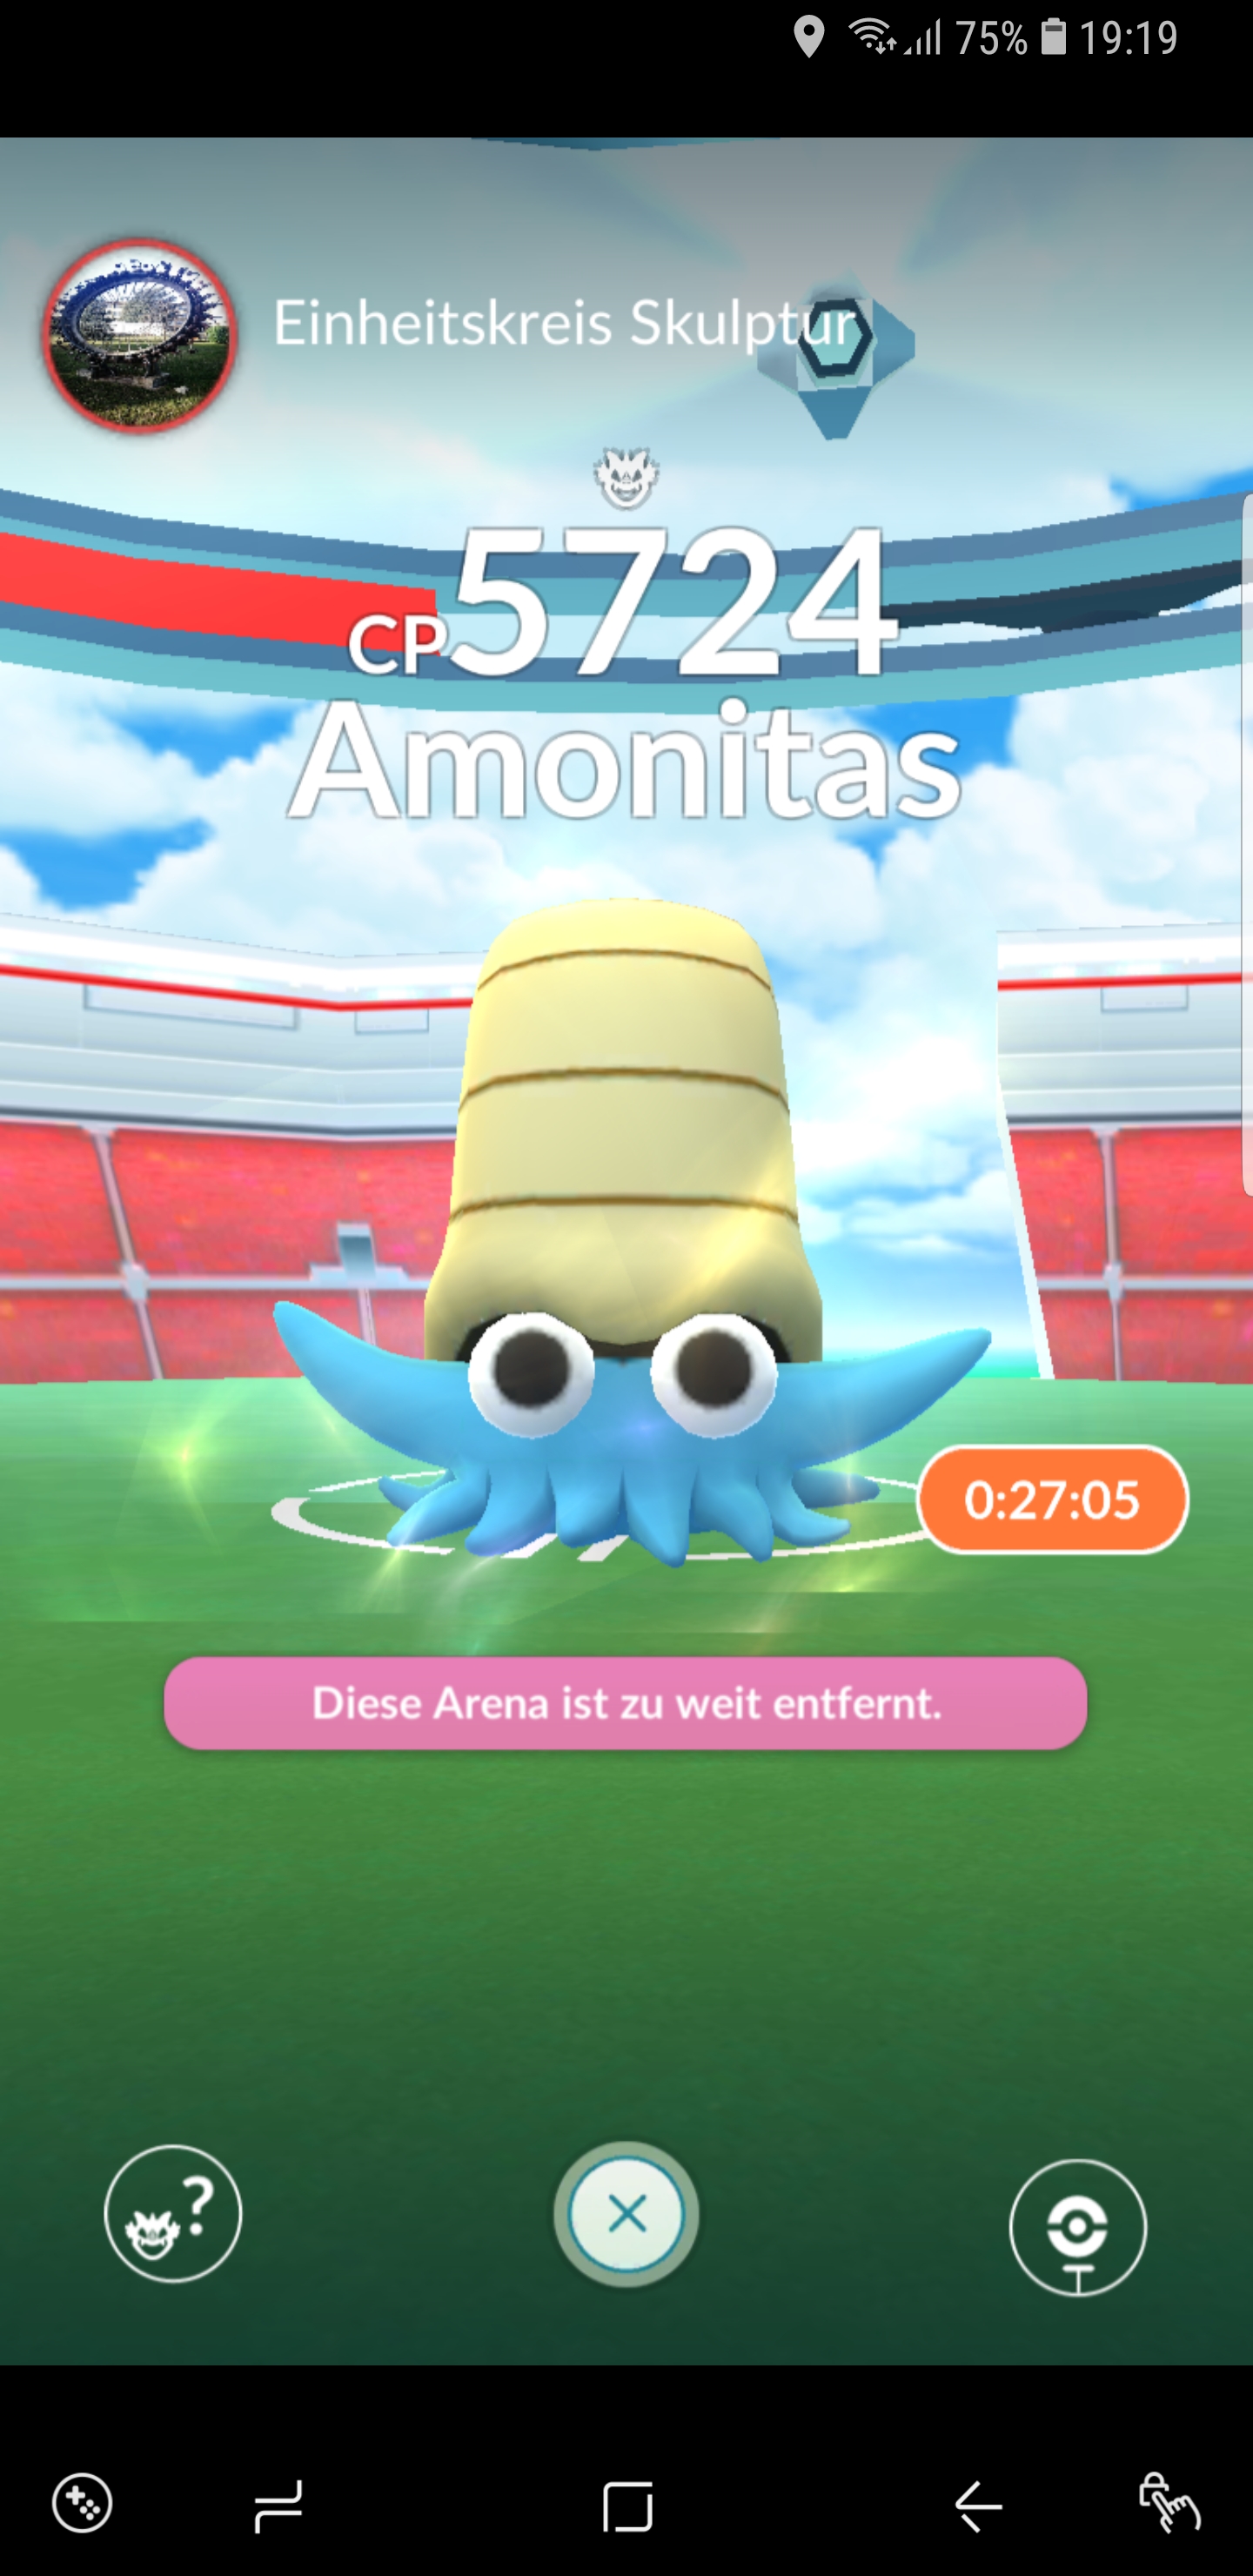 75% 19:19
Einheitskreis Skulptur
CP5724
Amonitas
0:27:05
Diese Arena ist zu weit entfernt.
?